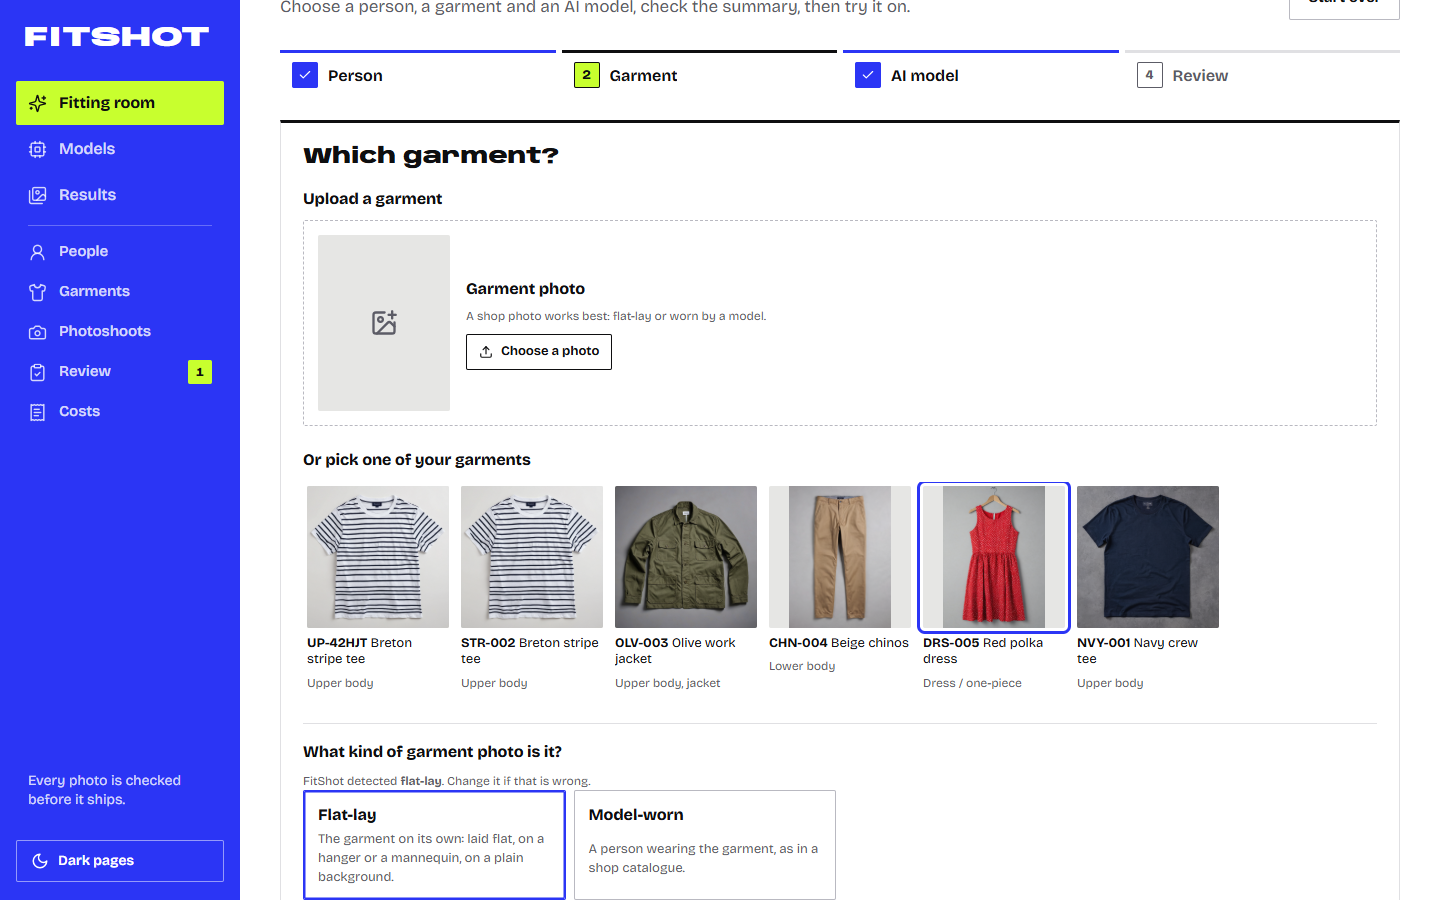 FITSHOT
Fitting room
Models
Results
People
Garments
Photoshoots
Review
1
Costs
Every photo is checked
before it ships.
Dark pages
Choose a person, a garment and an AI model, check the summary, then try it on.
Start over
Person
2
Garment
AI model
4
Review
Which garment?
Upload a garment
Garment photo
A shop photo works best: flat-lay or worn by a model.
Choose a photo
Or pick one of your garments
UP-42HJT Breton
stripe tee
Upper body
STR-002 Breton stripe
tee
Upper body
OLV-003 Olive work
jacket
Upper body, jacket
CHN-004 Beige chinos
Lower body
DRS-005 Red polka
dress
Dress / one-piece
NVY-001 Navy crew
tee
Upper body
What kind of garment photo is it?
FitShot detected flat-lay. Change it if that is wrong.
Flat-lay
The garment on its own: laid flat, on a
hanger or a mannequin, on a plain
background.
Model-worn
A person wearing the garment, as in a
shop catalogue.